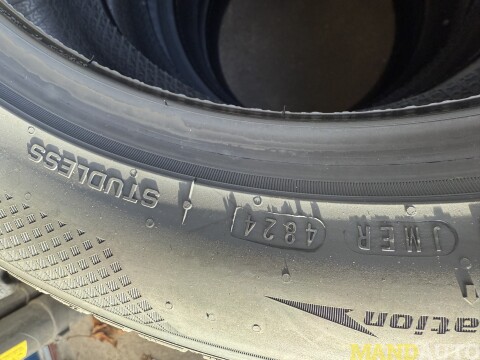 STUDLESS
4824
JMER
ation
MANDAUTO